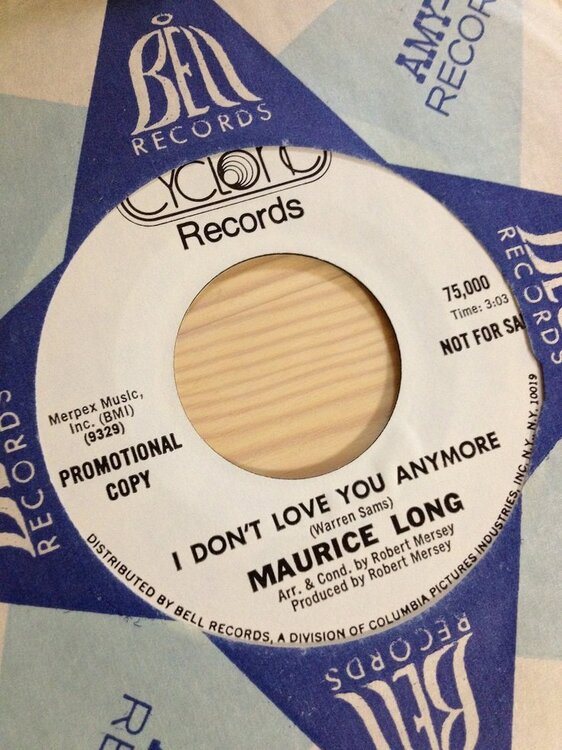 BELL
RECORDS
AMY-
RECOR
CYCLONE
Records
75,000
Time: 3:03
NOT FOR SA
RECORDS
Merpex Music,
Inc. (BMI)
(9329)
PROMOTIONAL
COPY
RECORDS
I DON'T LOVE YOU ANYMORE
(Warren Sams)
MAURICE LONG
Arr. & Cond. by Robert Mersey
Produced by Robert Mersey
DISTRIBUTED BY BELL RECORDS, A DIVISION OF COLUMBIA PICTURES INDUSTRIES, INC. N.Y., N.Y. 10019
BELL
RECORDS
RE